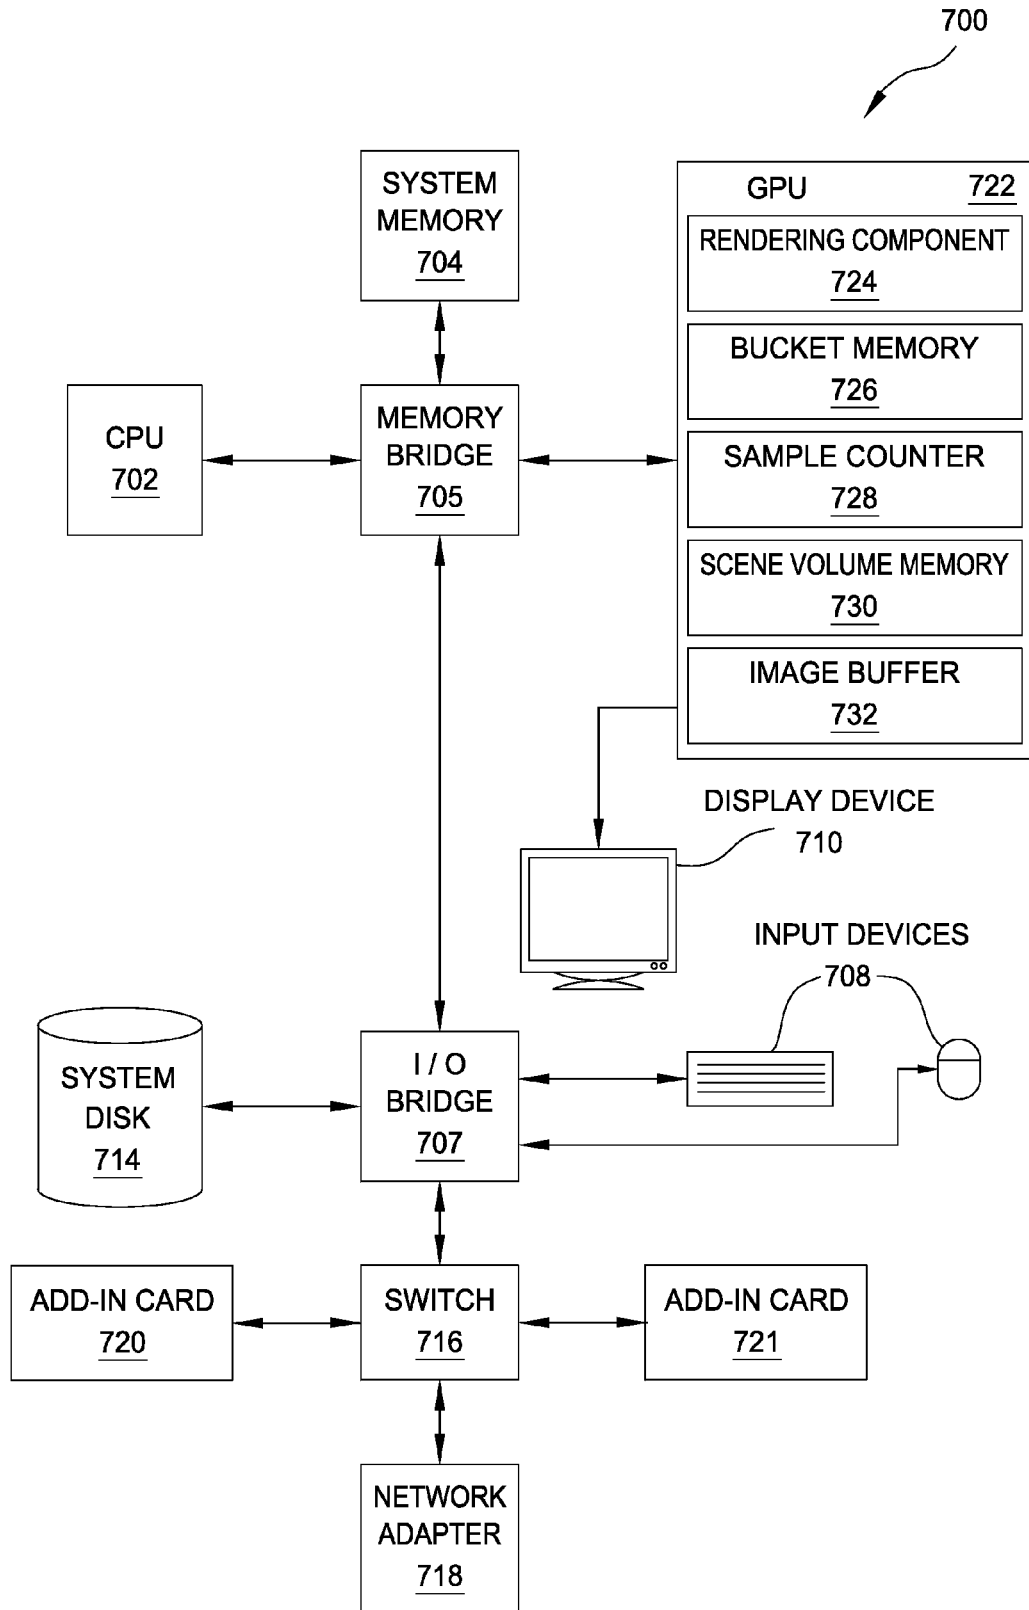 700
SYSTEM
MEMORY
704
GPU 722
RENDERING COMPONENT
724
BUCKET MEMORY
726
SAMPLE COUNTER
728
SCENE VOLUME MEMORY
730
IMAGE BUFFER
732
CPU
702
MEMORY
BRIDGE
705
DISPLAY DEVICE
710
INPUT DEVICES
708
SYSTEM
DISK
714
I / O
BRIDGE
707
ADD-IN CARD
720
SWITCH
716
ADD-IN CARD
721
NETWORK
ADAPTER
718